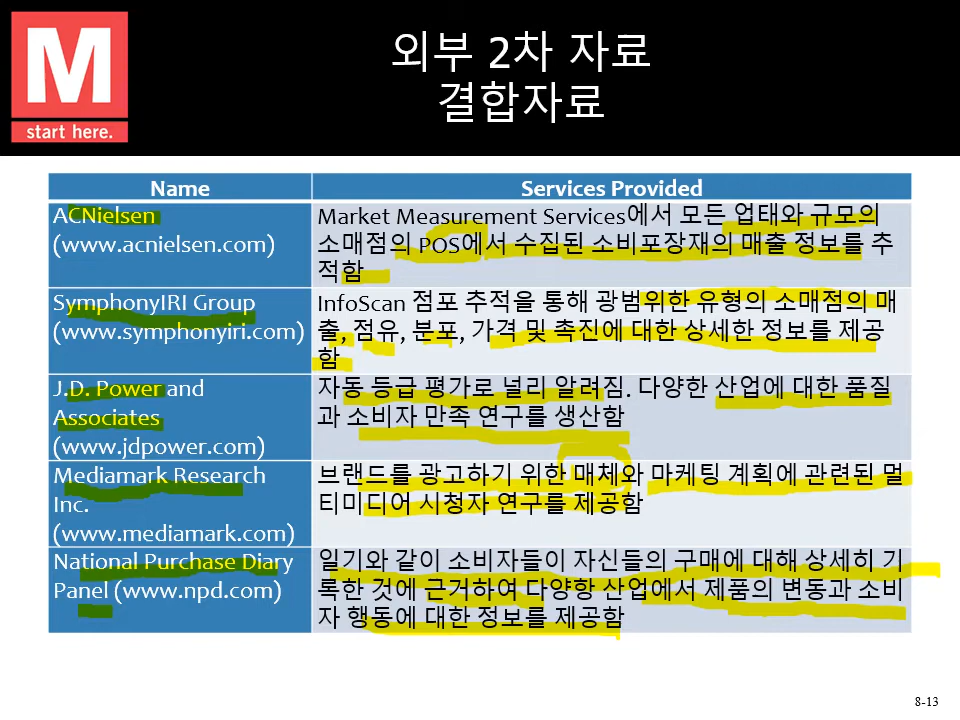 M
start here.
외부 2차 자료
결합자료
Name
Services Provided
ACNielsen
(www.acnielsen.com)
Market Measurement Services에서 모든 업태와 규모의
소매점의 POS에서 수집된 소비포장재의 매출 정보를 추
적함
SymphonyIRI Group
(www.symphonyiri.com)
InfoScan 점포 추적을 통해 광범위한 유형의 소매점의 매
출, 점유, 분포, 가격 및 촉진에 대한 상세한 정보를 제공
함
J.D. Power and
Associates
(www.jdpower.com)
자동 등급 평가로 널리 알려짐. 다양한 산업에 대한 품질
과 소비자 만족 연구를 생산함
Mediamark Research
Inc.
(www.mediamark.com)
브랜드를 광고하기 위한 매체와 마케팅 계획에 관련된 멀
티미디어 시청자 연구를 제공함
National Purchase Diary
Panel (www.npd.com)
일기와 같이 소비자들이 자신들의 구매에 대해 상세히 기
록한 것에 근거하여 다양항 산업에서 제품의 변동과 소비
자 행동에 대한 정보를 제공함
8-13